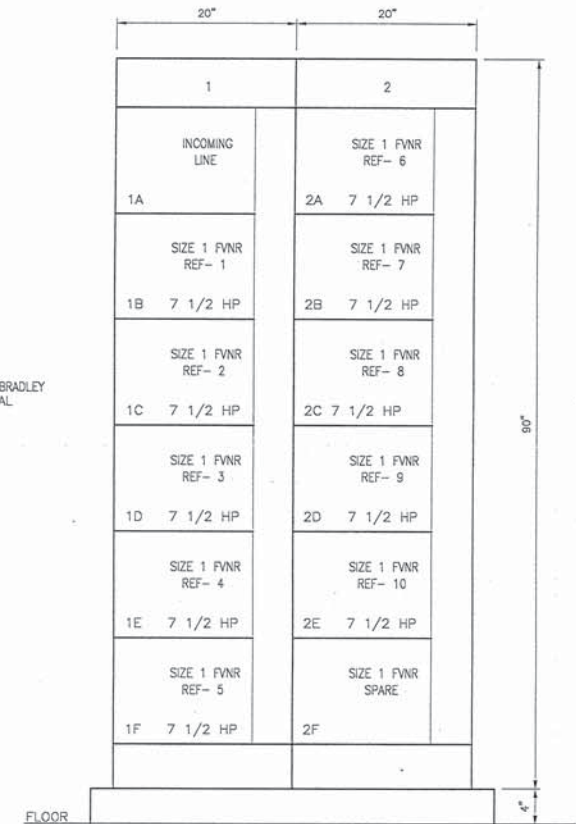 20"
20"
1
2
INCOMING
LINE
1A
SIZE 1 FVNR
REF- 6
2A 7 1/2 HP
SIZE 1 FVNR
REF- 1
1B 7 1/2 HP
SIZE 1 FVNR
REF- 7
2B 7 1/2 HP
BRADLEY
AL
SIZE 1 FVNR
REF- 2
1C 7 1/2 HP
SIZE 1 FVNR
REF- 8
2C 7 1/2 HP
90"
SIZE 1 FVNR
REF- 3
1D 7 1/2 HP
SIZE 1 FVNR
REF- 9
2D 7 1/2 HP
SIZE 1 FVNR
REF- 4
1E 7 1/2 HP
SIZE 1 FVNR
REF- 10
2E 7 1/2 HP
SIZE 1 FVNR
REF- 5
1F 7 1/2 HP
SIZE 1 FVNR
SPARE
2F
FLOOR
4"